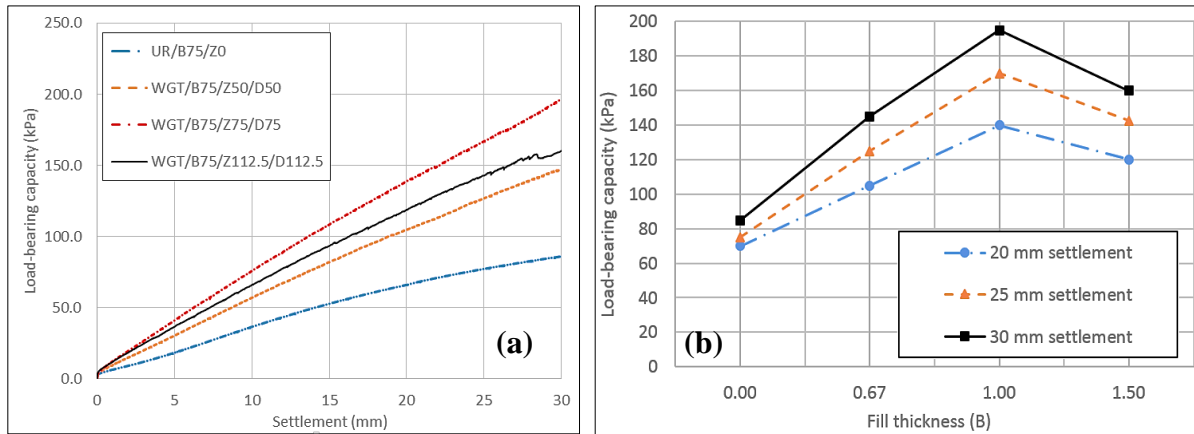 250.0
200.0
150.0
100.0
50.0
0.0
Load-bearing capacity (kPa)
UR/B75/Z0
WGT/B75/Z50/D50
WGT/B75/Z75/D75
WGT/B75/Z112.5/D112.5
(a)
0 5 10 15 20 25 30
Settlement (mm)
200
180
160
140
120
100
80
60
40
20
0
Load-bearing capacity (kPa)
20 mm settlement
25 mm settlement
30 mm settlement
(b)
0.00 0.67 1.00 1.50
Fill thickness (B)